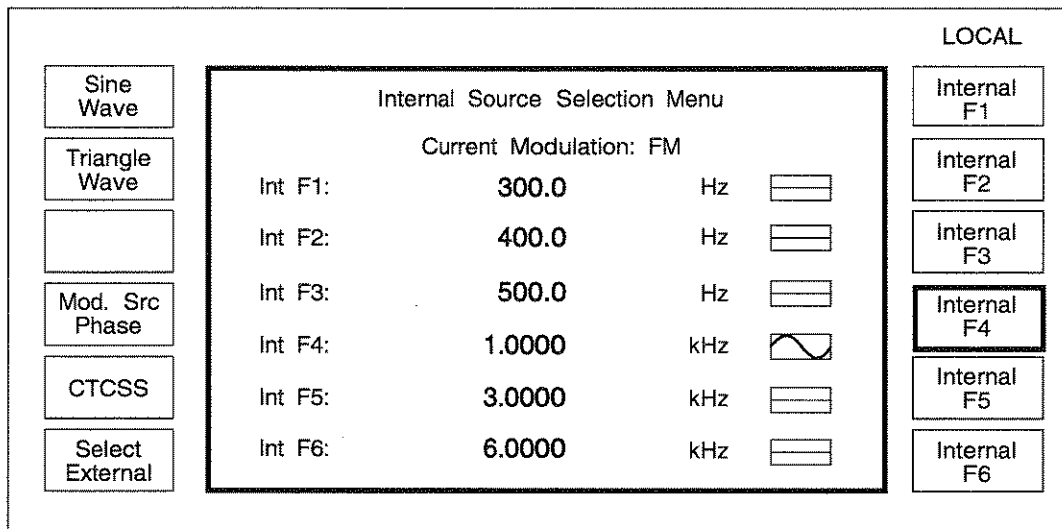 LOCAL
Sine
Wave
Triangle
Wave
Mod. Src
Phase
CTCSS
Select
External
Internal Source Selection Menu
Current Modulation: FM
Int F1: 300.0 Hz
Int F2: 400.0 Hz
Int F3: 500.0 Hz
Int F4: 1.0000 kHz
Int F5: 3.0000 kHz
Int F6: 6.0000 kHz
Internal
F1
Internal
F2
Internal
F3
Internal
F4
Internal
F5
Internal
F6